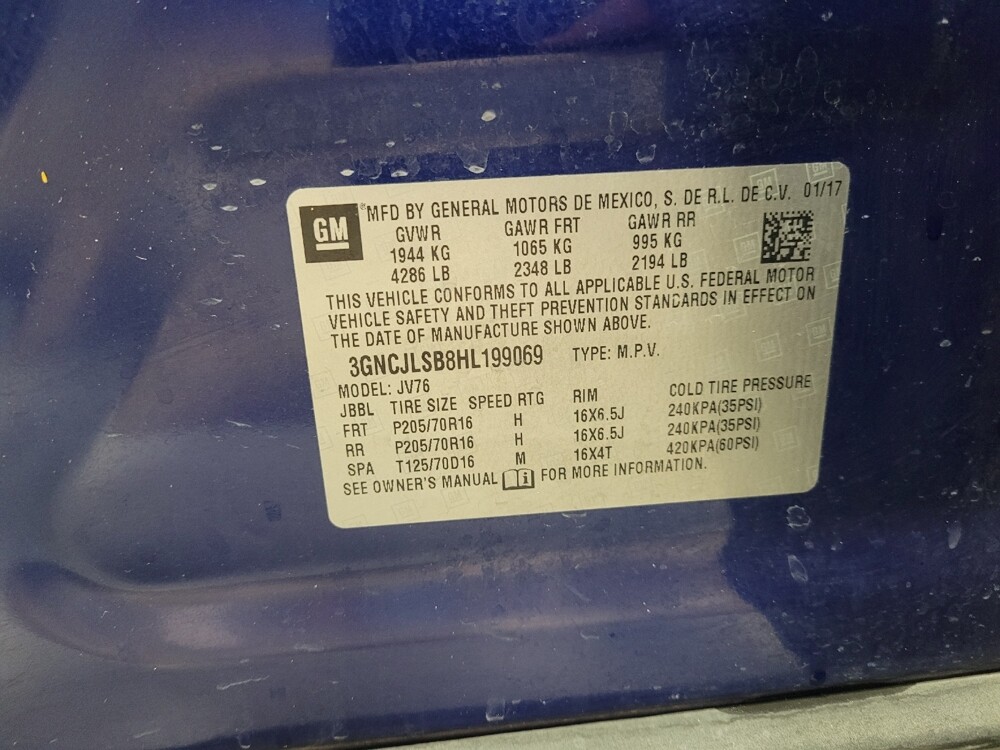 GM
®MFD BY GENERAL MOTORS DE MEXICO, S. DE R.L. DE C.V. 01/17
GVWR GAWR FRT GAWR RR
1944 KG 1065 KG 995 KG
4286 LB 2348 LB 2194 LB
THIS VEHICLE CONFORMS TO ALL APPLICABLE U.S. FEDERAL MOTOR
VEHICLE SAFETY AND THEFT PREVENTION STANDARDS IN EFFECT ON
THE DATE OF MANUFACTURE SHOWN ABOVE.
3GNCJLSB8HL199069 TYPE: M.P.V.
MODEL: JV76
JBBL TIRE SIZE SPEED RTG RIM COLD TIRE PRESSURE
FRT P205/70R16 H 16X6.5J 240KPA(35PSI)
RR P205/70R16 H 16X6.5J 240KPA(35PSI)
SPA T125/70D16 M 16X4T 420KPA(60PSI)
SEE OWNER'S MANUAL i FOR MORE INFORMATION.